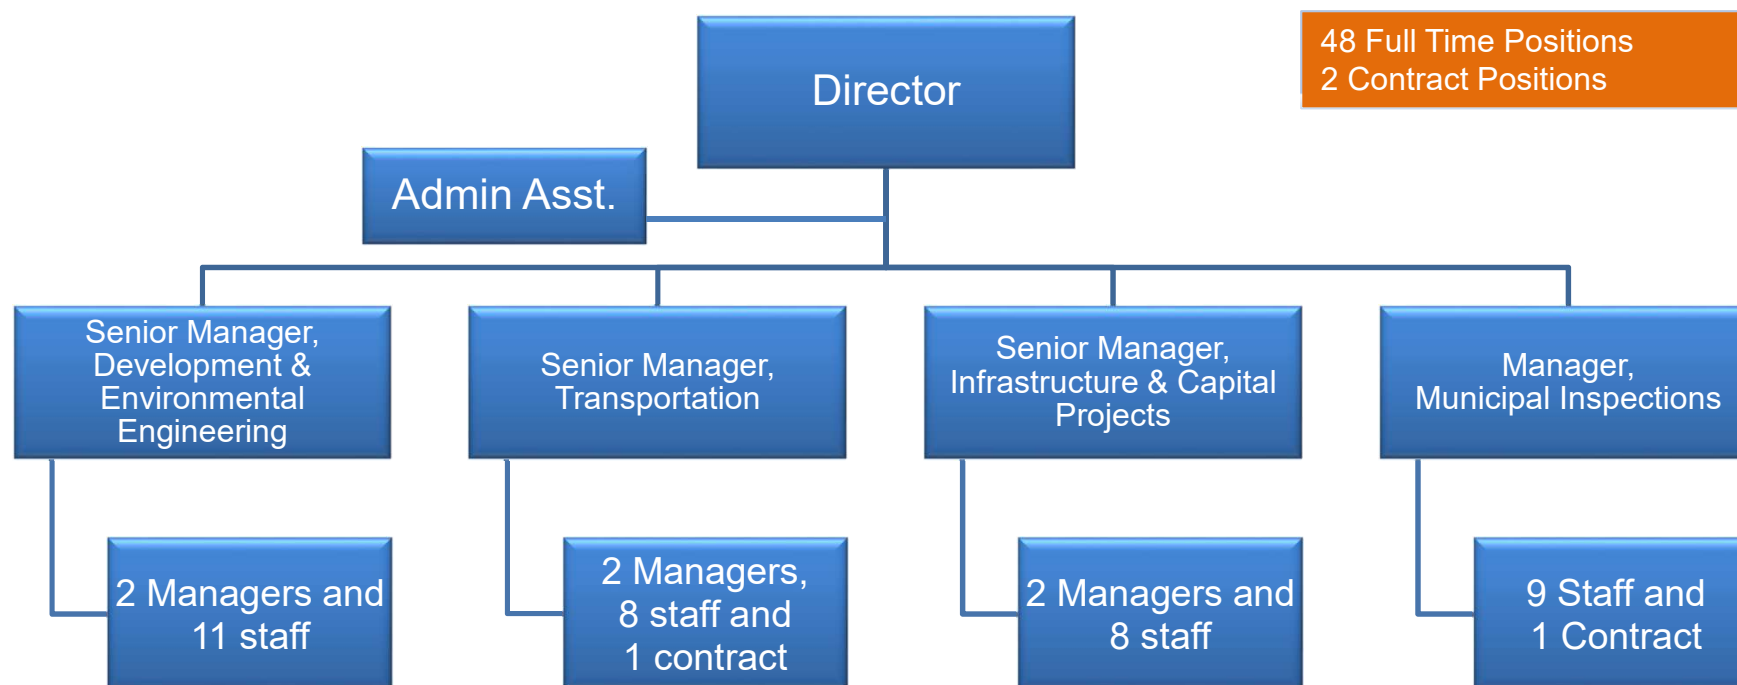 48 Full Time Positions
2 Contract Positions
Director
Admin Asst.
Senior Manager,
Development &
Environmental
Engineering
Senior Manager,
Transportation
Senior Manager,
Infrastructure & Capital
Projects
Manager,
Municipal Inspections
2 Managers and
11 staff
2 Managers,
8 staff and
1 contract
2 Managers and
8 staff
9 Staff and
1 Contract